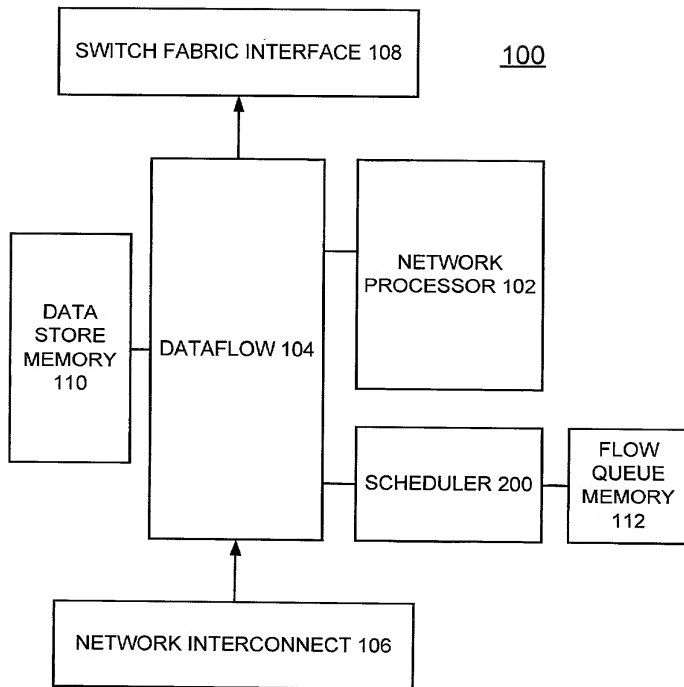 SWITCH FABRIC INTERFACE 108
100
NETWORK
PROCESSOR 102
DATA
STORE
MEMORY
110
DATAFLOW 104
SCHEDULER 200
FLOW
QUEUE
MEMORY
112
NETWORK INTERCONNECT 106